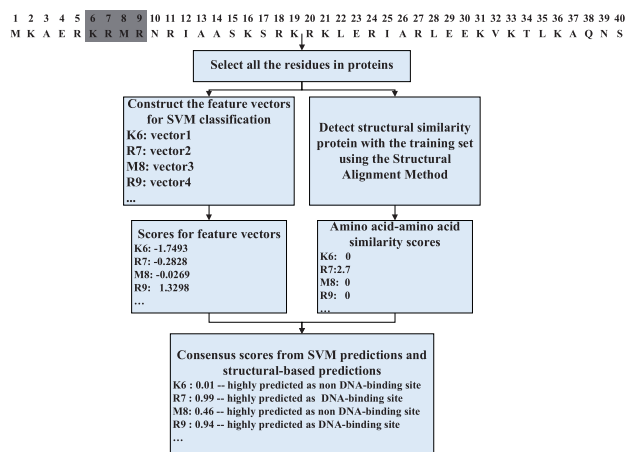 1 2 3 4 5 6 7 8 9 10 11 12 13 14 15 16 17 18 19 20 21 22 23 24 25 26 27 28 29 30 31 32 33 34 35 36 37 38 39 40
M K A E R K R M R N R I A A S K S R K R K L E R I A R L E E K V K T L K A Q N S
Select all the residues in proteins
Construct the feature vectors
for SVM classification
K6: vector1
R7: vector2
M8: vector3
R9: vector4
...
Detect structural similarity
protein with the training set
using the Structural
Alignment Method
Scores for feature vectors
K6: -1.7493
R7: -0.2828
M8: -0.0269
R9: 1.3298
…
Amino acid-amino acid
similarity scores
K6: 0
R7:2.7
M8: 0
R9: 0
…
Consensus scores from SVM predictions and
structural-based predictions
K6 : 0.01 -- highly predicted as non DNA-binding site
R7 : 0.99 -- highly predicted as DNA-binding site
M8: 0.46 -- highly predicted as non DNA-binding site
R9 : 0.94 -- highly predicted as DNA-binding site
…